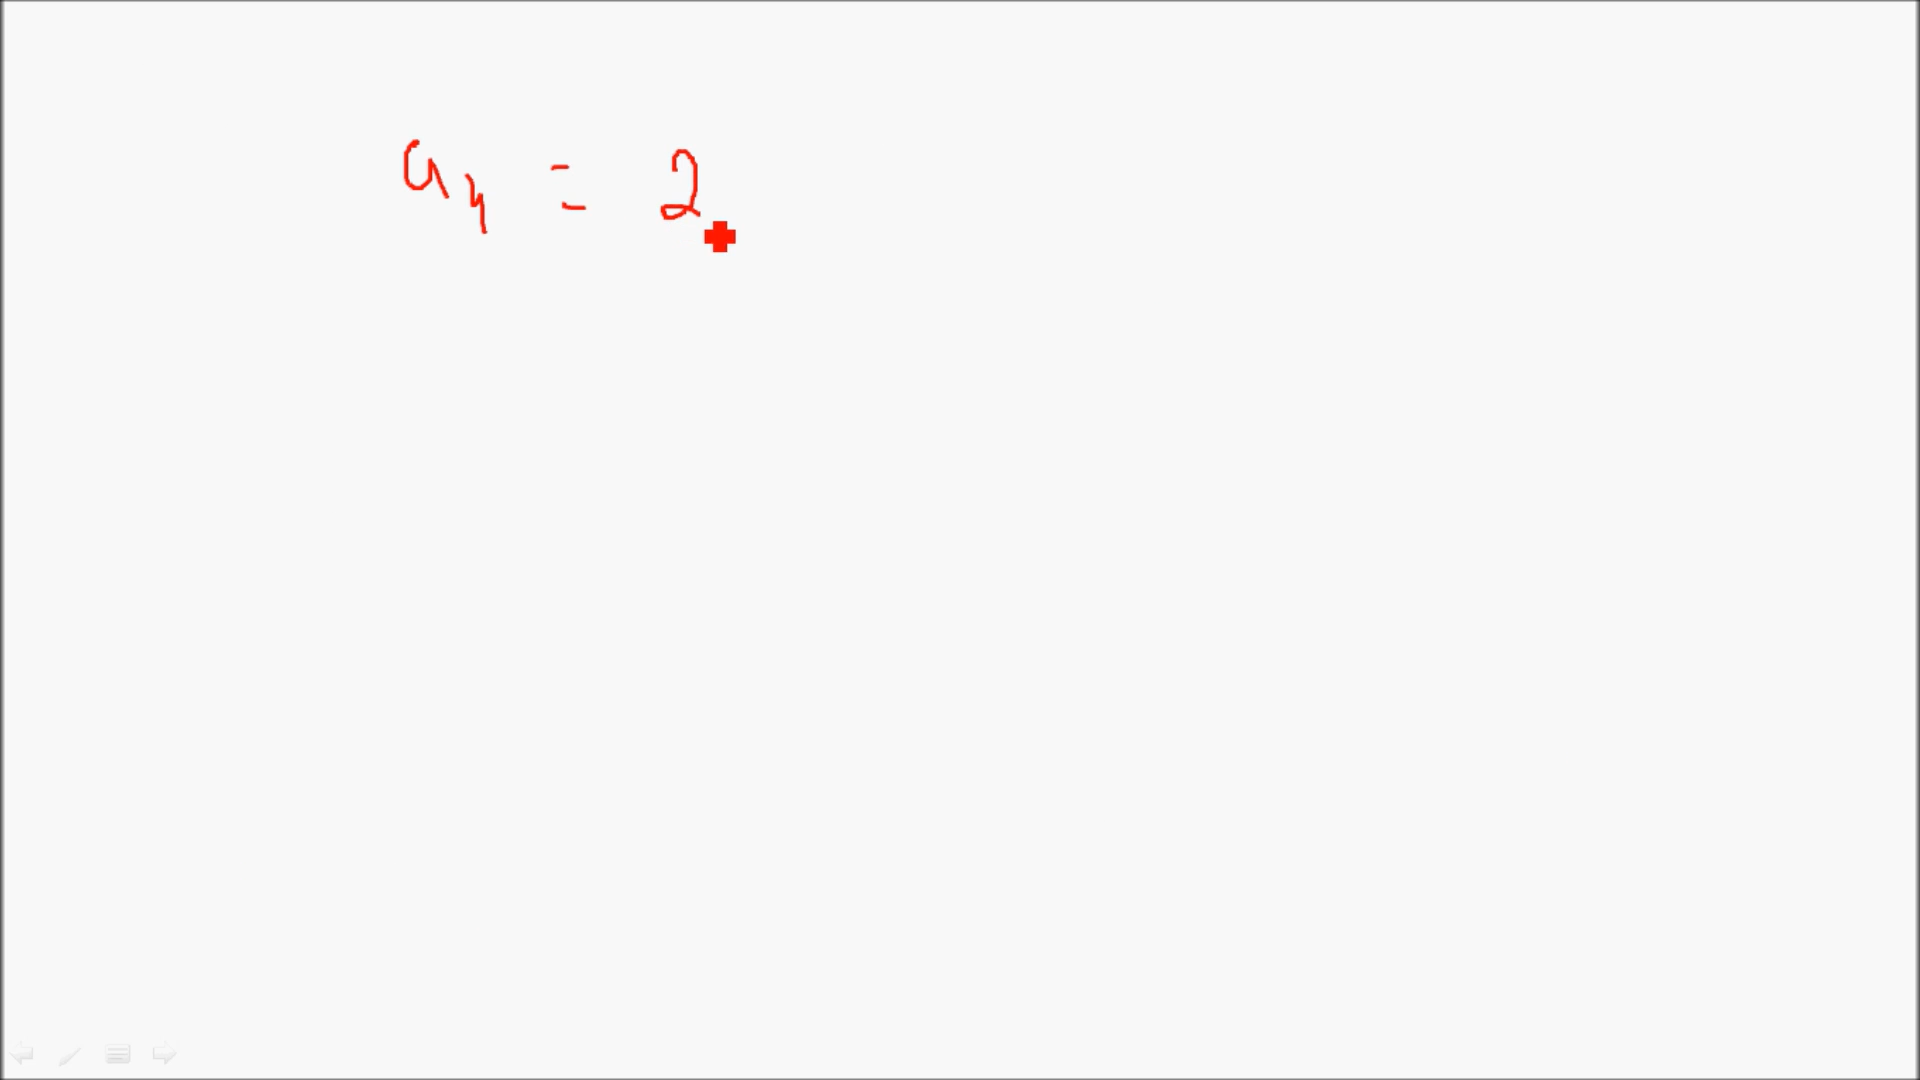 a₄ = 2